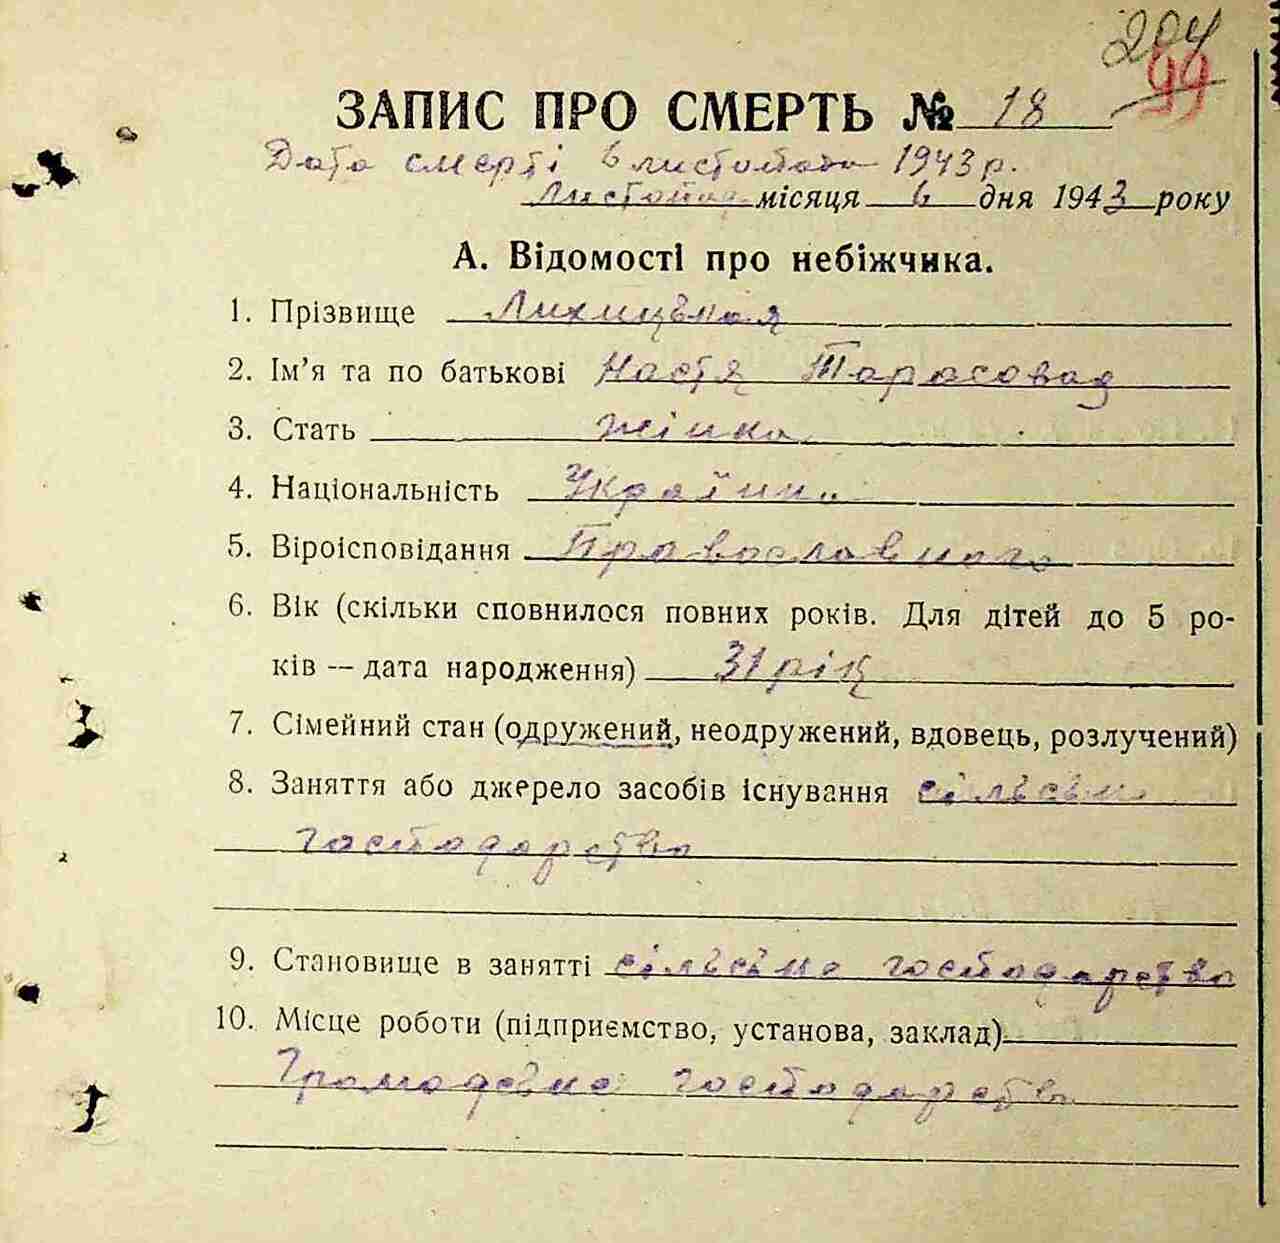 204
99
ЗАПИС ПРО СМЕРТЬ № 18
Дата смерті 6 листопада 1943 р.
Листопад місяця 6 дня 1943 року
А. Відомості про небіжчика.
1. Прізвище Лихицькая
2. Ім'я та по батькові Настя Тарасовая
3. Стать жінка
4. Національність
5. Віроісповідання Православного
6. Вік (скільки сповнилося повних років. Для дітей до 5 ро-
ків — дата народження) 31 рік
7. Сімейний стан (одружений, неодружений, вдовець, розлучений)
8. Заняття або джерело засобів існування сільське
господарство
9. Становище в занятті сільське господарство
10. Місце роботи (підприємство, установа, заклад)
Громадське господарство